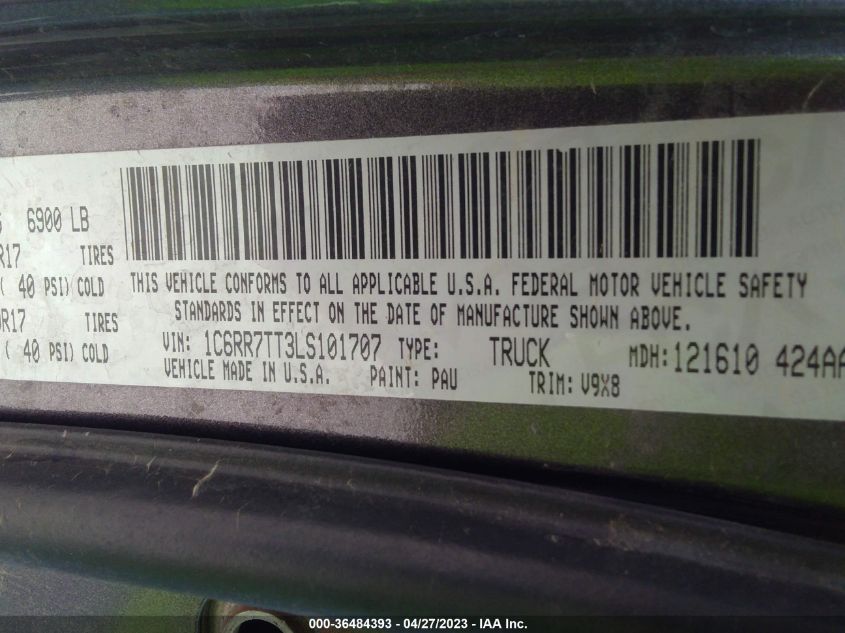 6900 LB
R17 TIRES
( 40 PSI) COLD
R17 TIRES
( 40 PSI) COLD
THIS VEHICLE CONFORMS TO ALL APPLICABLE U.S.A. FEDERAL MOTOR VEHICLE SAFETY
STANDARDS IN EFFECT ON THE DATE OF MANUFACTURE SHOWN ABOVE.
VIN: 1C6RR7TT3LS101707 TYPE: TRUCK MDH: 121610 424AA
VEHICLE MADE IN U.S.A. PAINT: PAU TRIM: V9X8
000-36484393 - 04/27/2023 - IAA Inc.